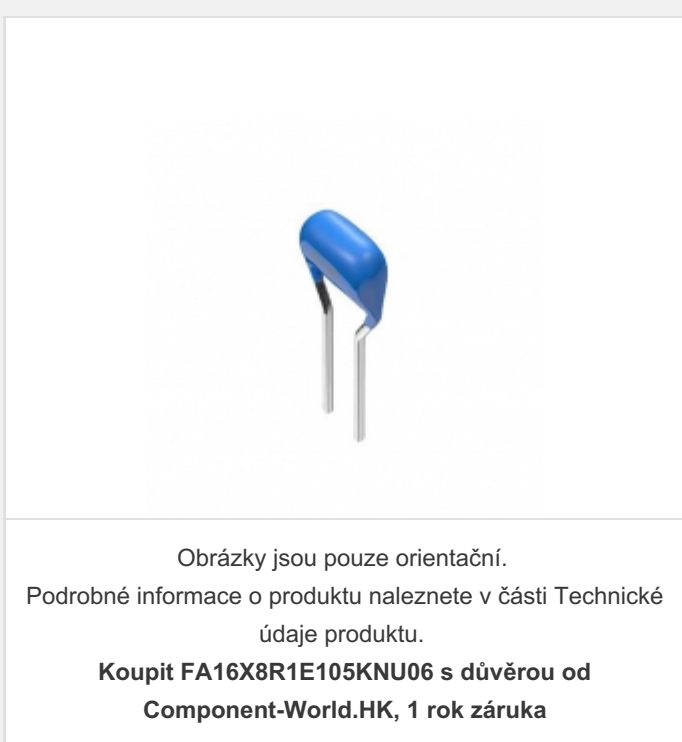 Obrázky jsou pouze orientační.
Podrobné informace o produktu naleznete v části Technické
údaje produktu.
Koupit FA16X8R1E105KNU06 s důvěrou od
Component-World.HK, 1 rok záruka